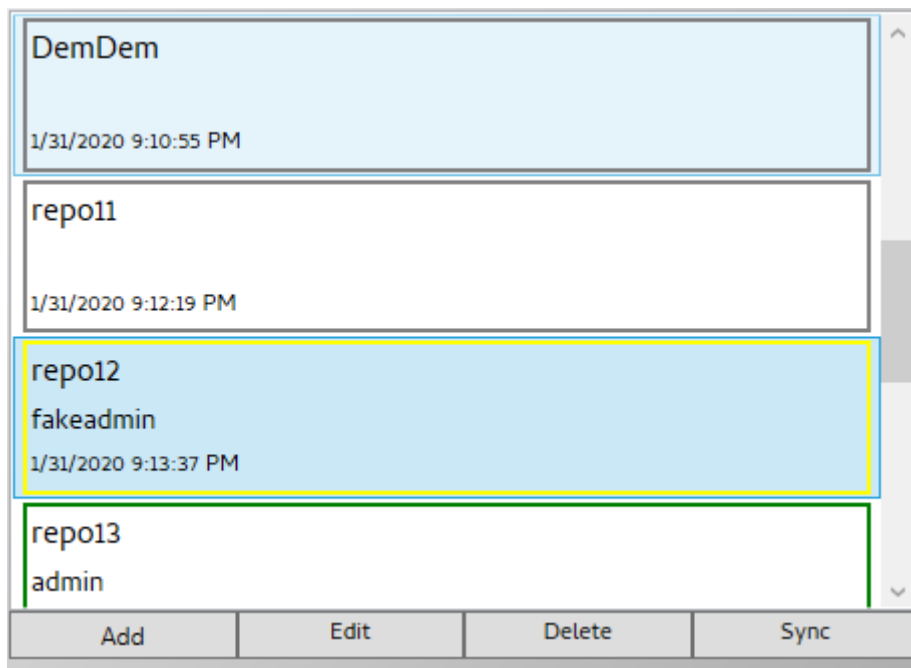 DemDem
1/31/2020 9:10:55 PM
repo11
1/31/2020 9:12:19 PM
repo12
fakeadmin
1/31/2020 9:13:37 PM
repo13
admin
Add Edit Delete Sync